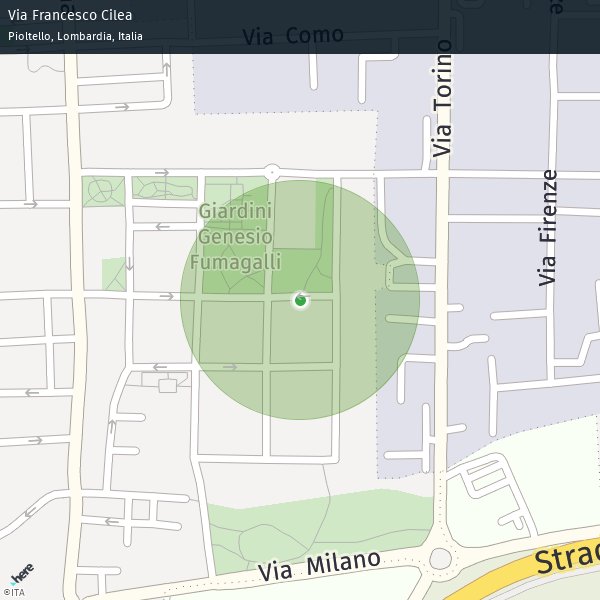 Via Francesco Cilea
Pioltello, Lombardia, Italia
Via Como
Via Torino
Via Firenze
Giardini
Genesio
Fumagalli
Via Milano
Strad
here
©ITA